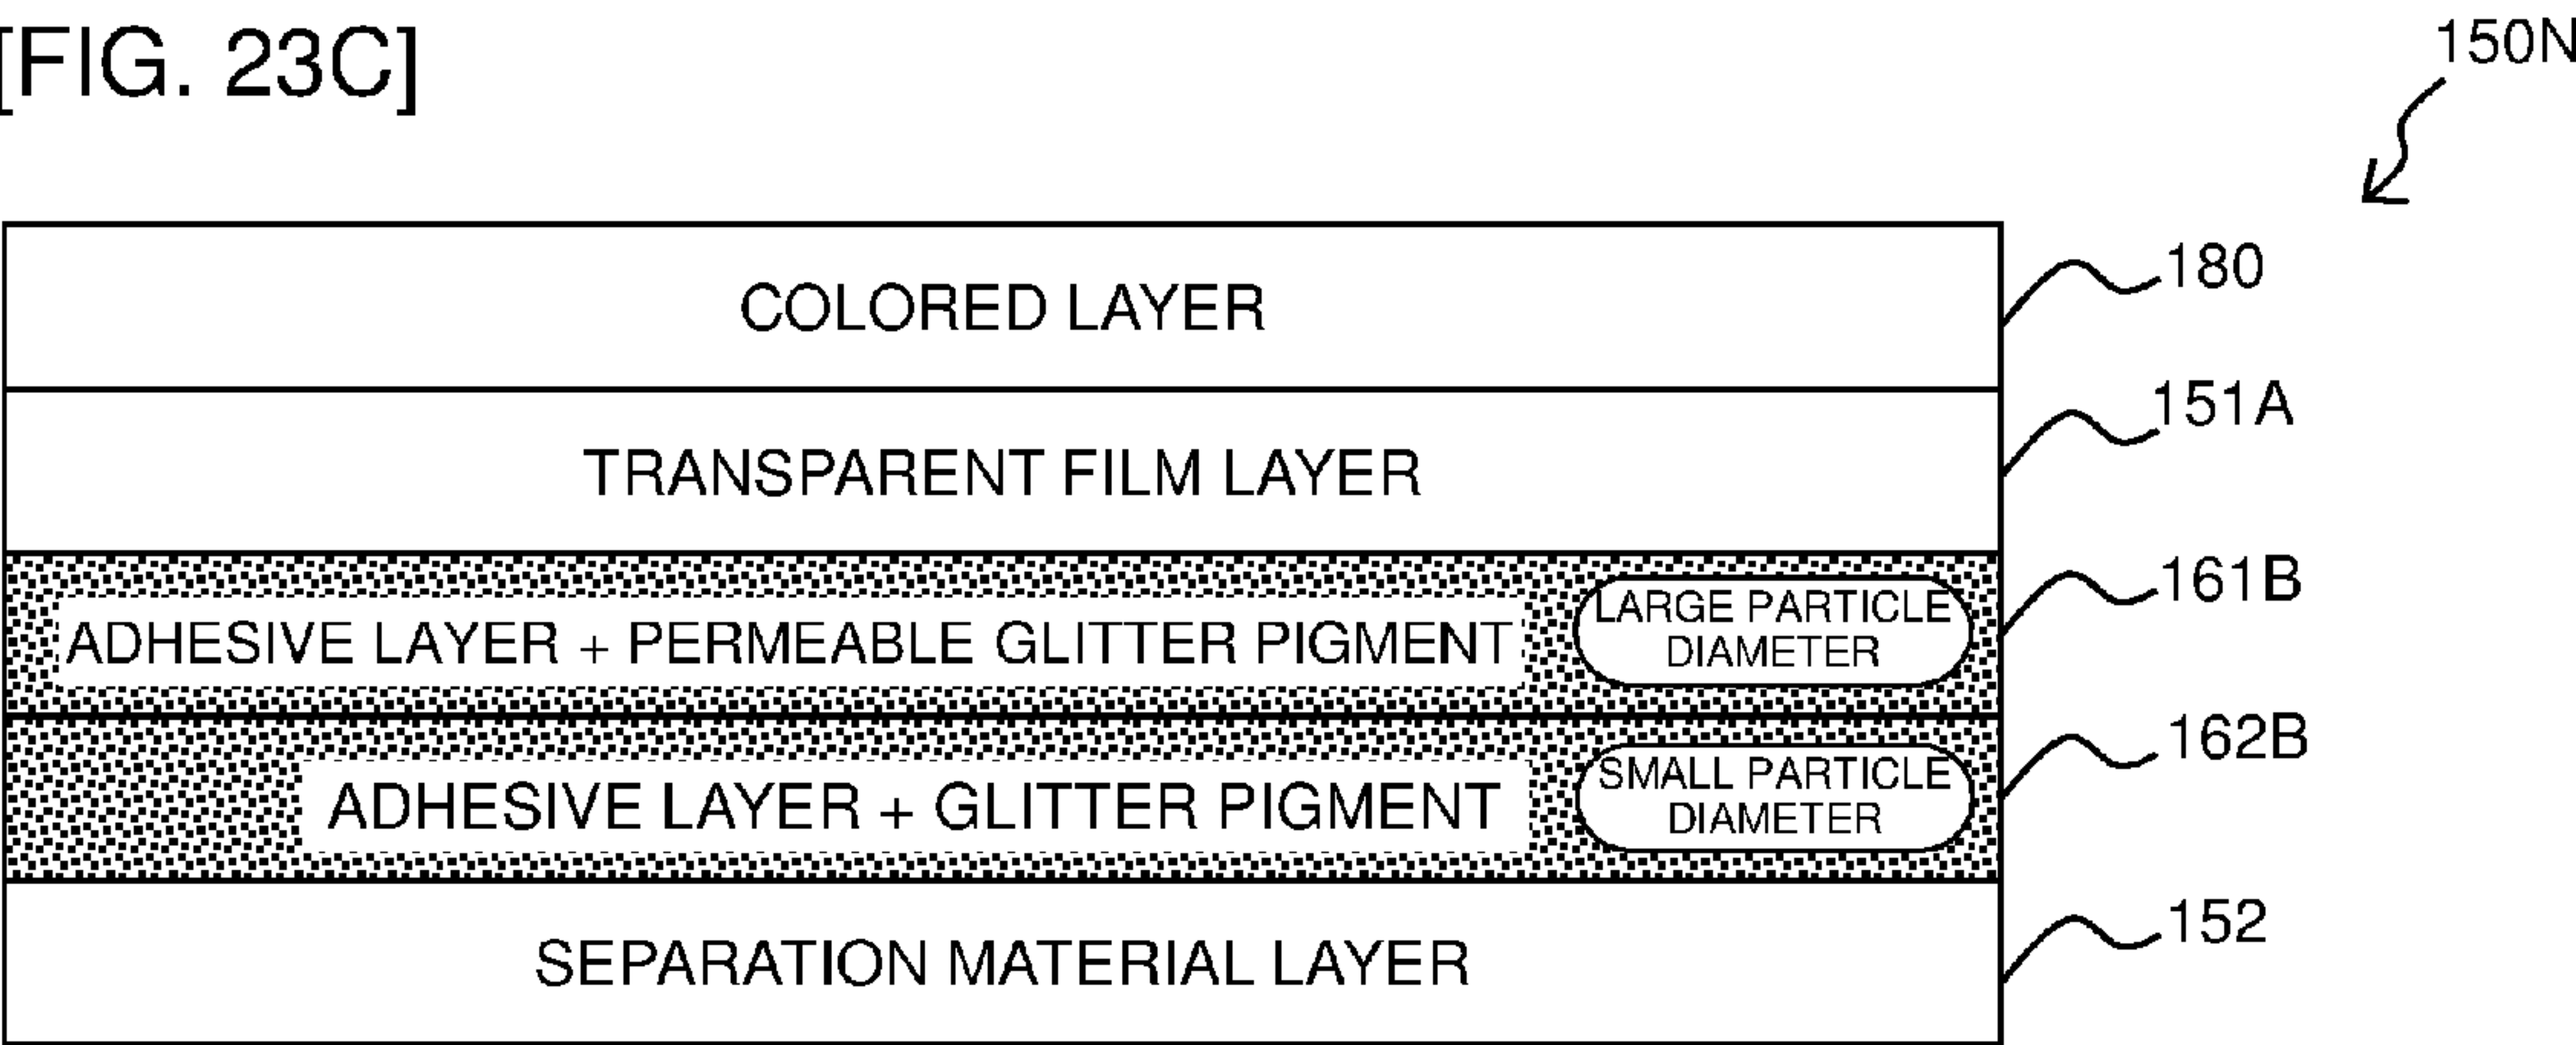 [FIG. 23C]
150N
COLORED LAYER
180
TRANSPARENT FILM LAYER
151A
ADHESIVE LAYER + PERMEABLE GLITTER PIGMENT
LARGE PARTICLE
DIAMETER
161B
ADHESIVE LAYER + GLITTER PIGMENT
SMALL PARTICLE
DIAMETER
162B
SEPARATION MATERIAL LAYER
152